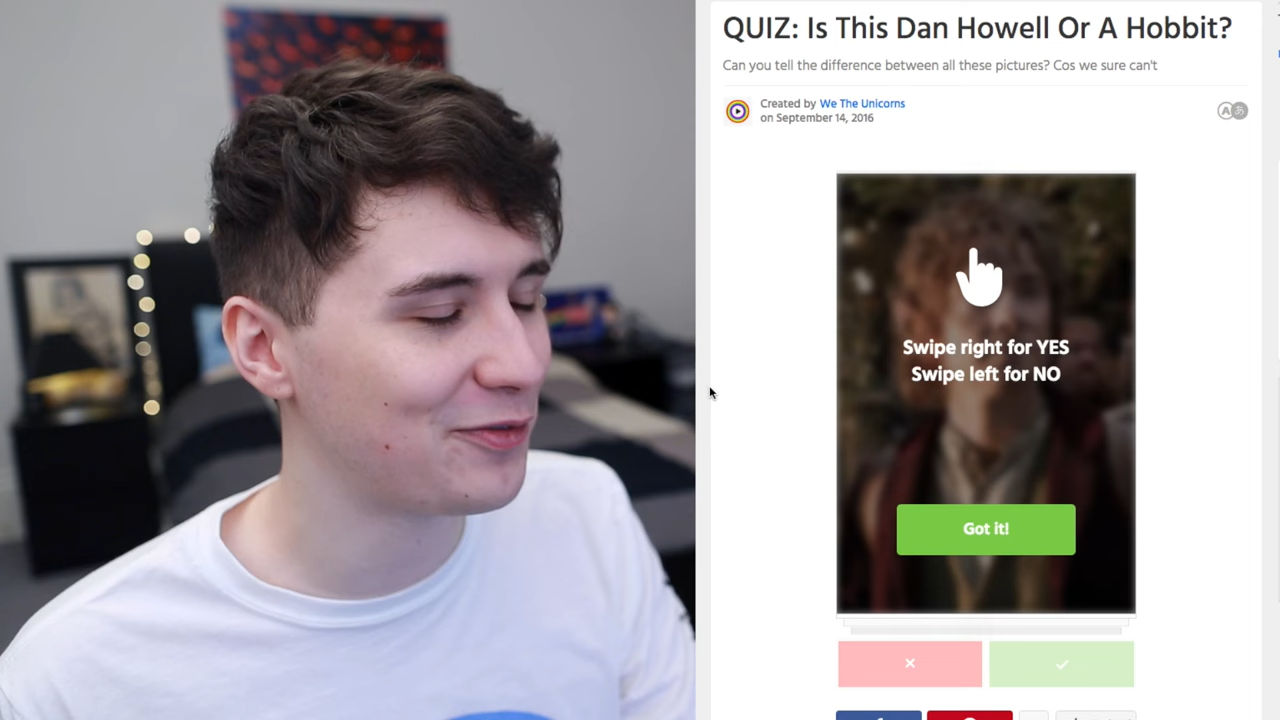 QUIZ: Is This Dan Howell Or A Hobbit?
Can you tell the difference between all these pictures? Cos we sure can't
Created by We The Unicorns
on September 14, 2016
Swipe right for YES
Swipe left for NO
Got it!